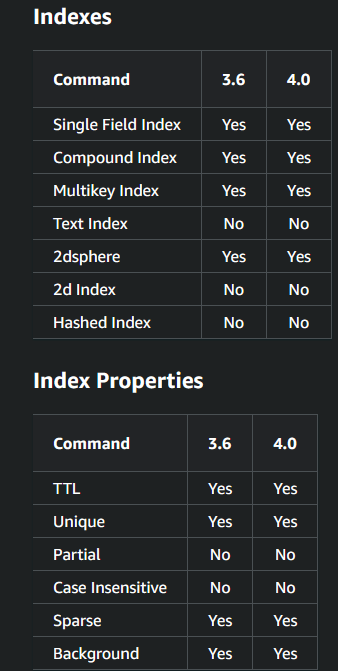 Indexes
Command 3.6 4.0
Single Field Index Yes Yes
Compound Index Yes Yes
Multikey Index Yes Yes
Text Index No No
2dsphere Yes Yes
2d Index No No
Hashed Index No No
Index Properties
Command 3.6 4.0
TTL Yes Yes
Unique Yes Yes
Partial No No
Case Insensitive No No
Sparse Yes Yes
Background Yes Yes